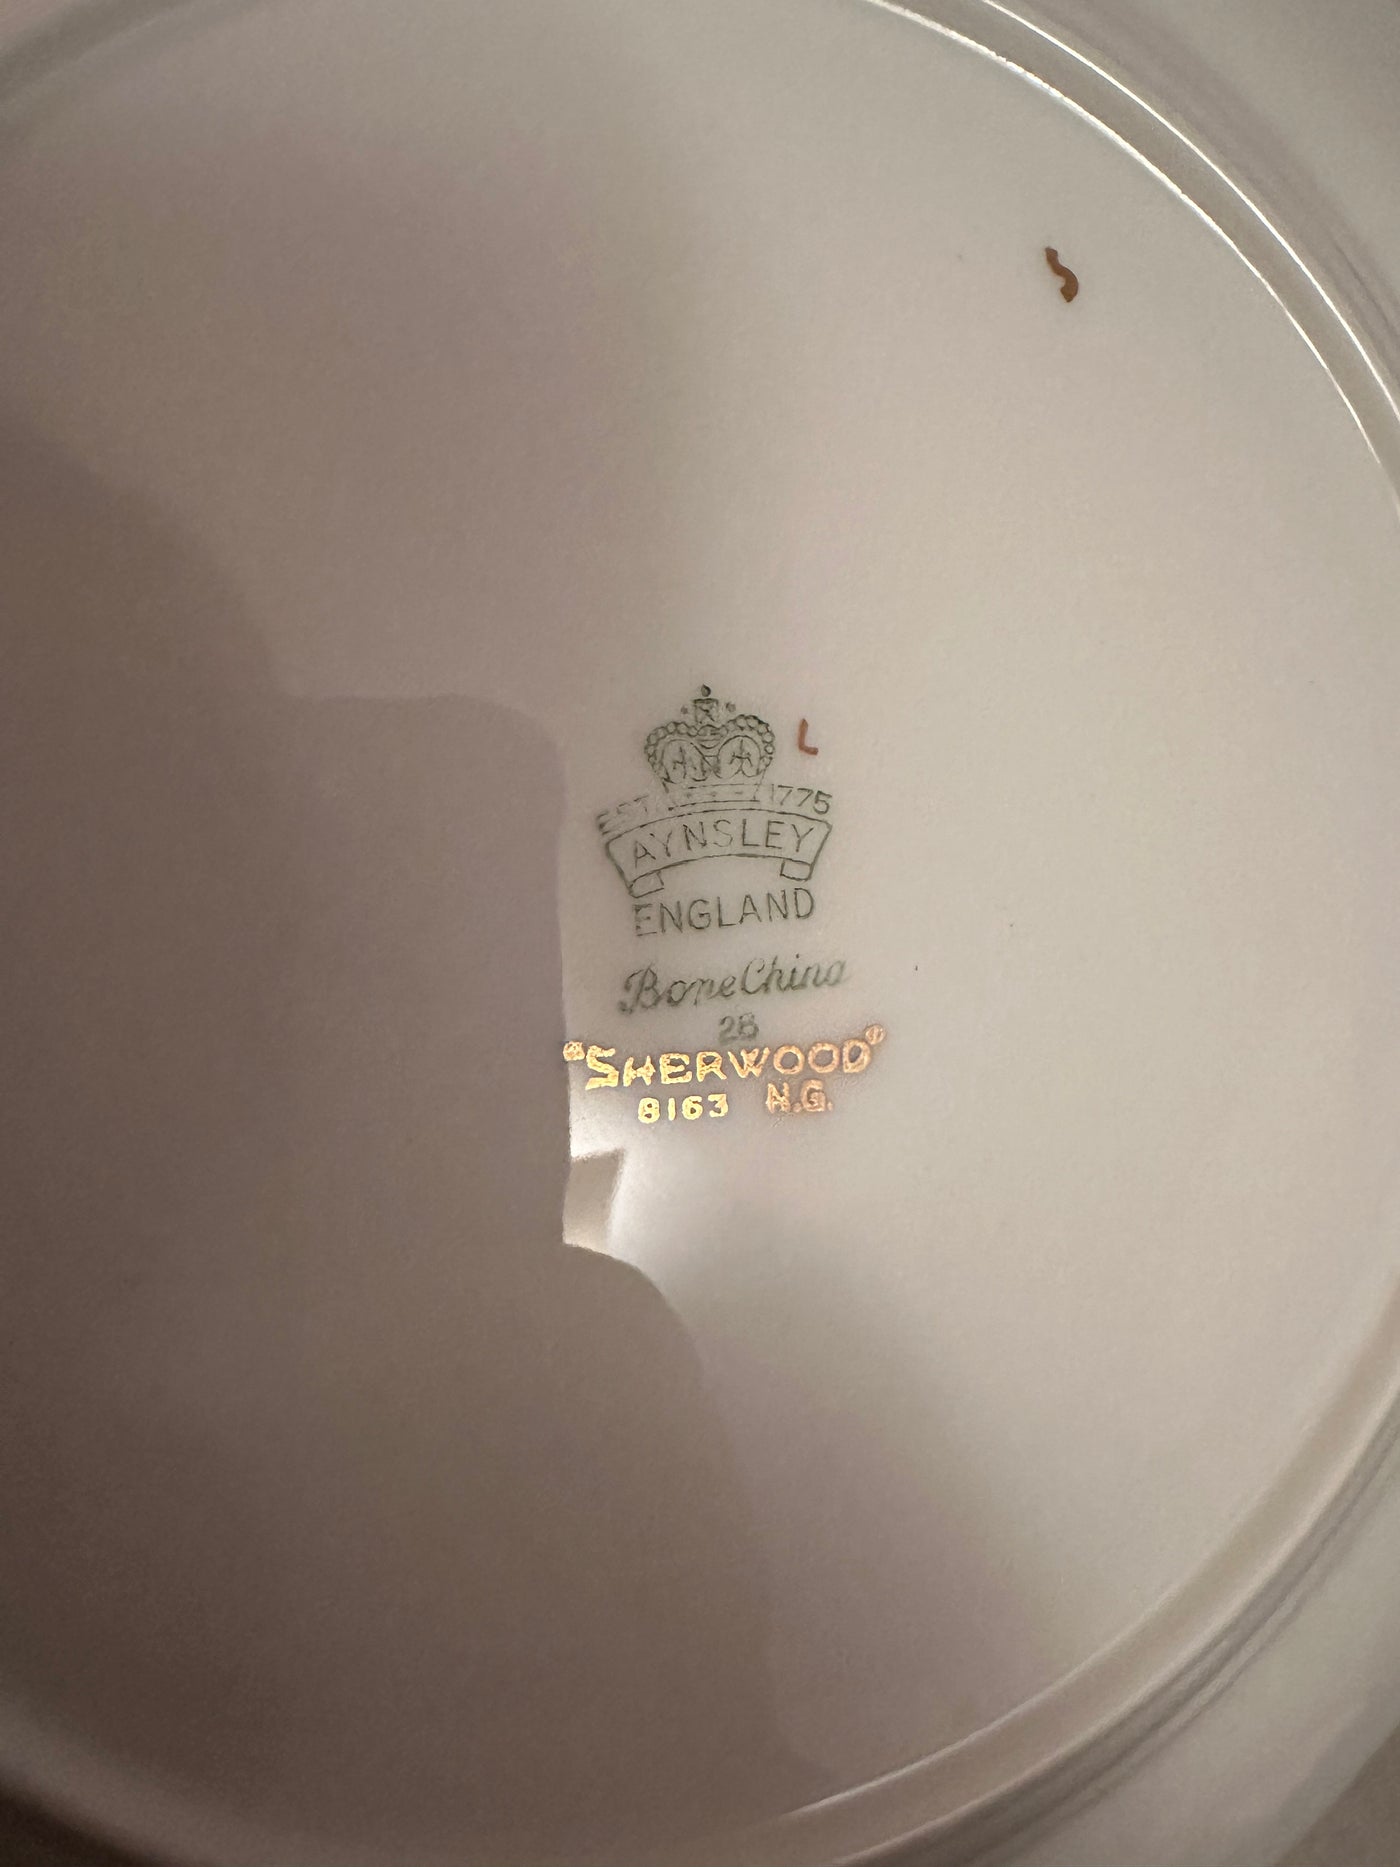 L
EST 1775
AYNSLEY
ENGLAND
Bone China
28
"SHERWOOD"
8163 N.G.